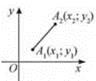 y
A₂(x₂; y₂)
A₁(x₁; y₁)
O
x